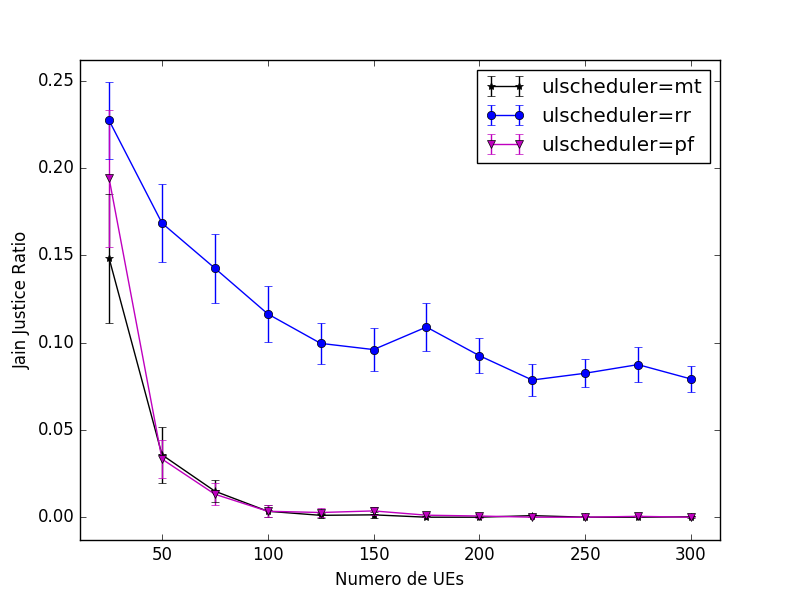 ulscheduler=mt
ulscheduler=rr
ulscheduler=pf
0.25
0.20
0.15
0.10
0.05
0.00
Jain Justice Ratio
50 100 150 200 250 300
Numero de UEs